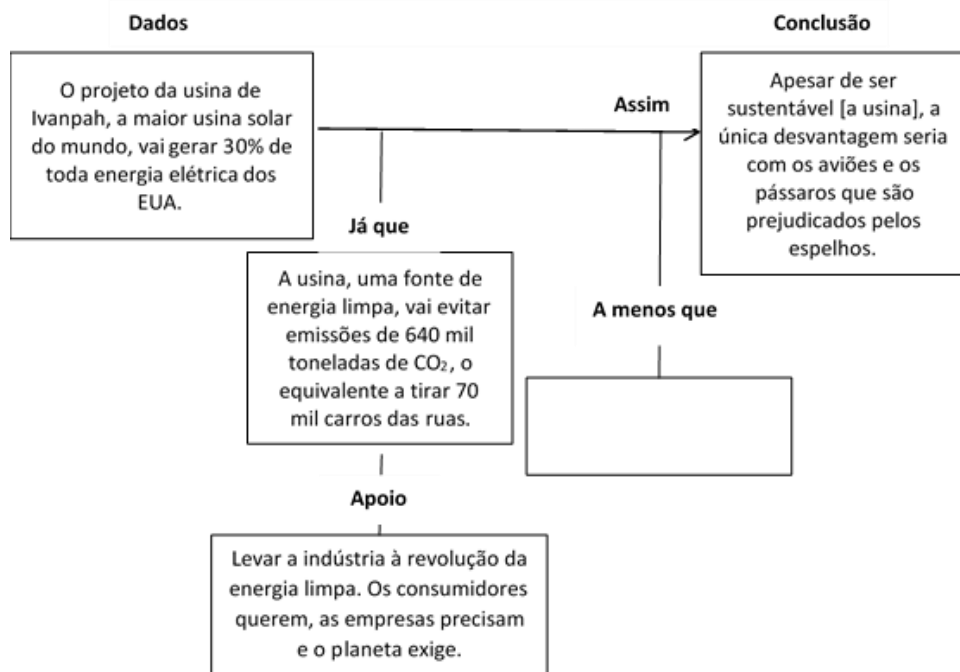 Dados
O projeto da usina de
Ivanpah, a maior usina solar
do mundo, vai gerar 30% de
toda energia elétrica dos
EUA.
Assim
Conclusão
Apesar de ser
sustentável [a usina], a
única desvantagem seria
com os aviões e os
pássaros que são
prejudicados pelos
espelhos.
Já que
A usina, uma fonte de
energia limpa, vai evitar
emissões de 640 mil
toneladas de CO₂, o
equivalente a tirar 70
mil carros das ruas.
A menos que
Apoio
Levar a indústria à revolução da
energia limpa. Os consumidores
querem, as empresas precisam
e o planeta exige.